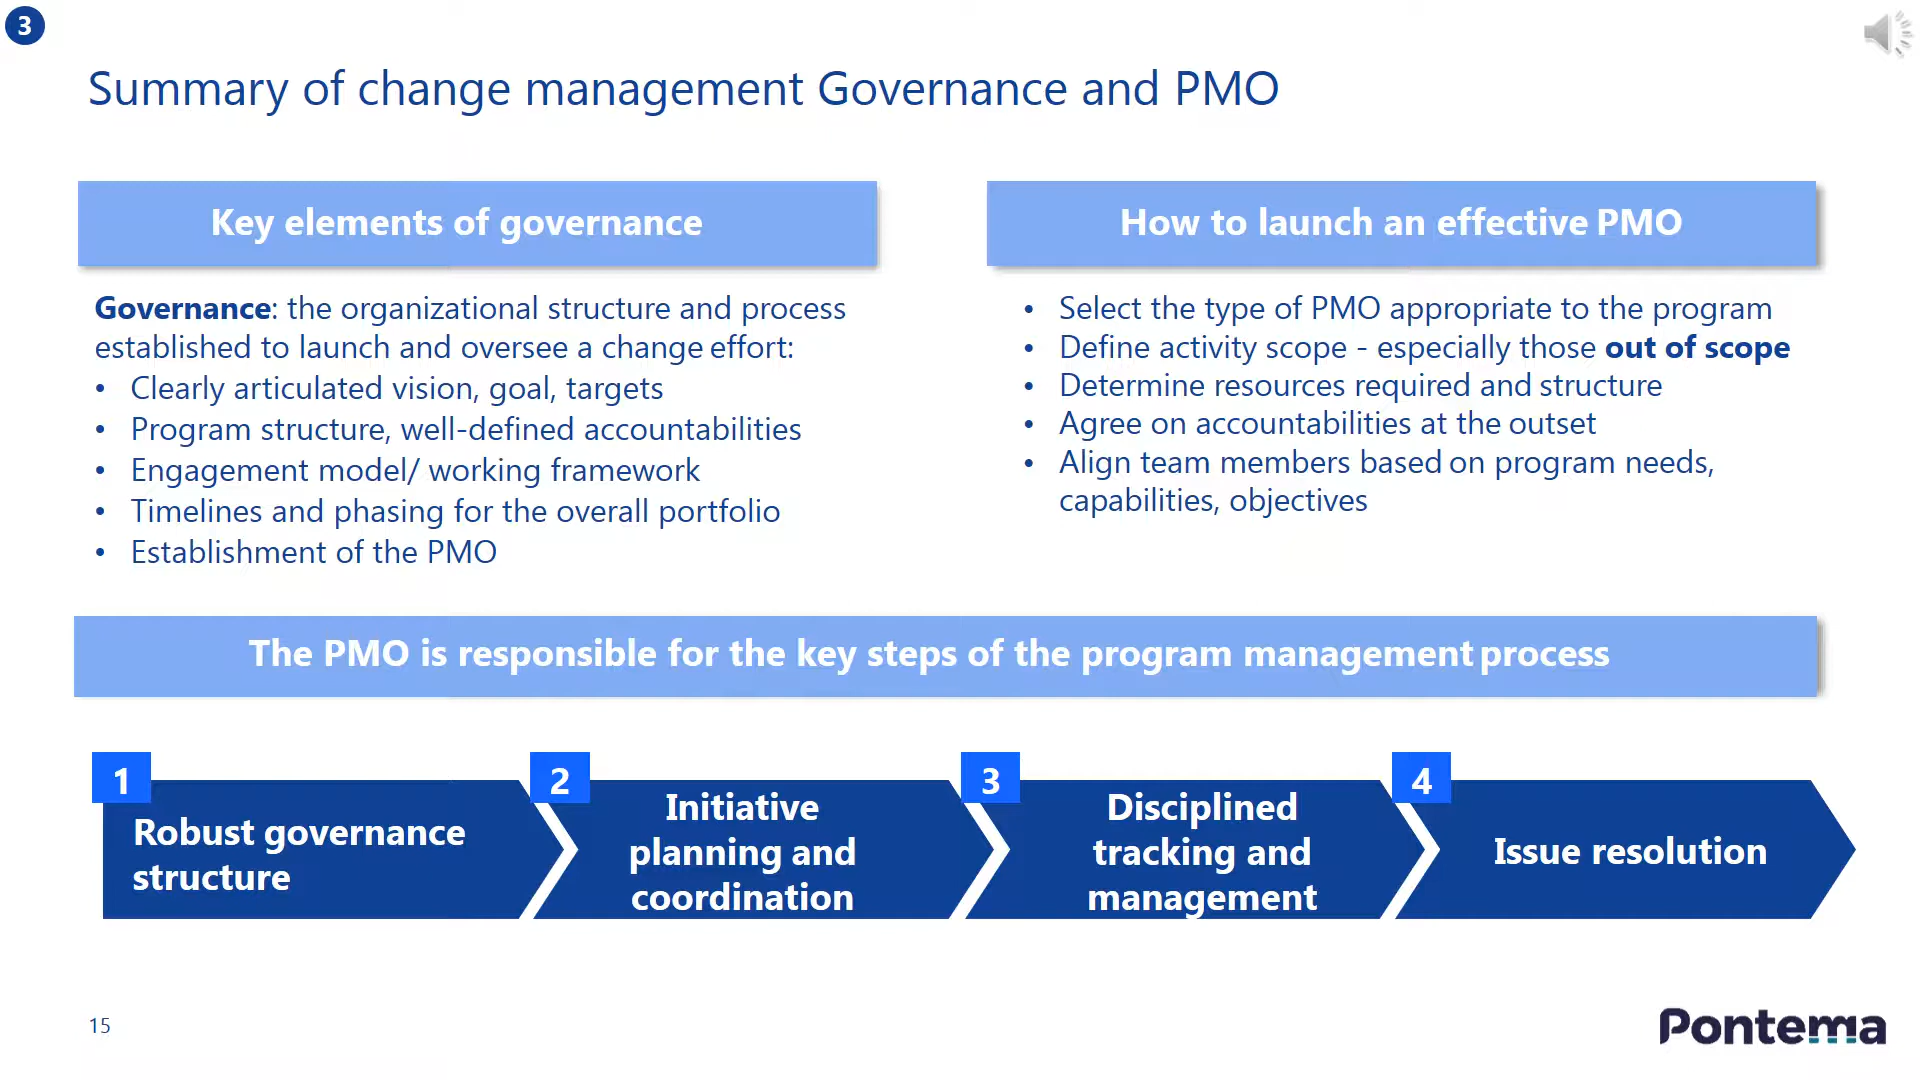 3
Summary of change management Governance and PMO
Key elements of governance
Governance: the organizational structure and process
established to launch and oversee a change effort:
• Clearly articulated vision, goal, targets
• Program structure, well-defined accountabilities
• Engagement model/ working framework
• Timelines and phasing for the overall portfolio
• Establishment of the PMO
How to launch an effective PMO
• Select the type of PMO appropriate to the program
• Define activity scope - especially those out of scope
• Determine resources required and structure
• Agree on accountabilities at the outset
• Align team members based on program needs,
capabilities, objectives
The PMO is responsible for the key steps of the program management process
1
Robust governance
structure
2
Initiative
planning and
coordination
3
Disciplined
tracking and
management
4
Issue resolution
15
Pontema